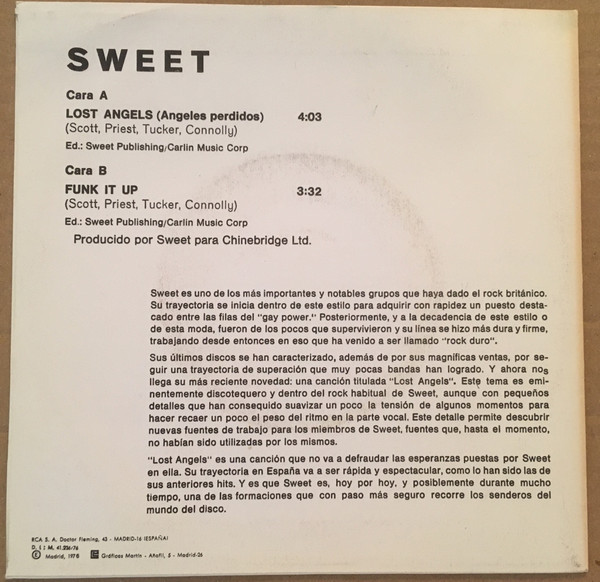 SWEET
Cara A
LOST ANGELS (Angeles perdidos) 4:03
(Scott, Priest, Tucker, Connolly)
Ed.: Sweet Publishing/Carlin Music Corp
Cara B
FUNK IT UP 3:32
(Scott, Priest, Tucker, Connolly)
Ed.: Sweet Publishing/Carlin Music Corp
Producido por Sweet para Chinebridge Ltd.
Sweet es uno de los más importantes y notables grupos que haya dado el rock británico.
Su trayectoria se inicia dentro de este estilo para adquirir con rapidez un puesto desta-
cado entre las filas del "gay power." Posteriormente, y a la decadencia de este estilo o
de esta moda, fueron de los pocos que supervivieron y su línea se hizo más dura y firme,
trabajando desde entonces en eso que ha venido a ser llamado "rock duro".
Sus últimos discos se han caracterizado, además de por sus magníficas ventas, por se-
guir una trayectoria de superación que muy pocas bandas han logrado. Y ahora nos
llega su más reciente novedad: una canción titulada "Lost Angels". Este tema es emi-
nentemente discotequero y dentro del rock habitual de Sweet, aunque con pequeños
detalles que han consequido suavizar un poco la tensión de algunos momentos para
hacer recaer un poco el peso del ritmo en la parte vocal. Este detalle permite descubrir
nuevas fuentes de trabajo para los miembros de Sweet, fuentes que, hasta el momento,
no habían sido utilizadas por los mismos.
"Lost Angels" es una canción que no va a defraudar las esperanzas puestas por Sweet
en ella. Su trayectoria en España va a ser rápida y espectacular, como lo han sido las de
sus anteriores hits. Y es que Sweet es, hoy por hoy, y posiblemente durante mucho
tiempo, una de las formaciones que con paso más seguro recorre los senderos del
mundo del disco.
RCA S. A. Doctor Fleming, 43 - MADRID-16 (ESPAÑA)
D. L: M. 41.236/76
Madrid, 1976 Gráficas Martín - Añafil, 5 - Madrid-26